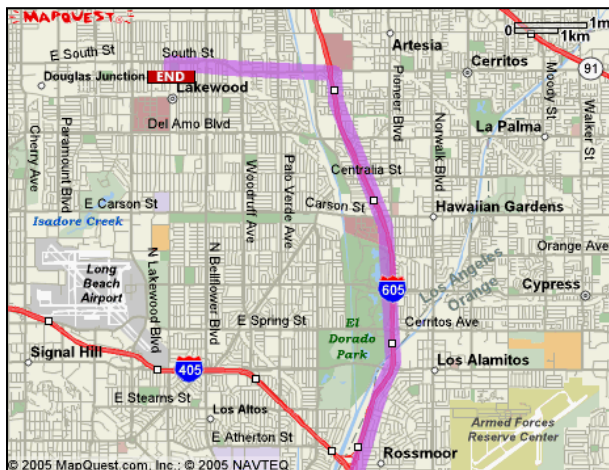 MAPQUEST
1mi
1km
E South St
South St
Artesia
Cerritos
91
Douglas Junction
END
Lakewood
Del Amo Blvd
Pioneer Blvd
Norwalk Blvd
Moody St
Walker St
La Palma
Cherry Ave
Paramount Blvd
Woodruff Ave
Palo Verde Ave
Centralia St
E Carson St
Carson St
Hawaiian Gardens
Isadore Creek
Orange Ave
Long
Beach
Airport
N Lakewood Blvd
N Bellflower Blvd
605
Los Angeles
Orange
Cypress
E Spring St
El
Dorado
Park
Cerritos Ave
Signal Hill
405
Los Alamitos
E Stearns St
Los Altos
E Atherton St
Armed Forces
Reserve Center
Rossmoor
© 2005 MapQuest.com, Inc.; © 2005 NAVTEQ